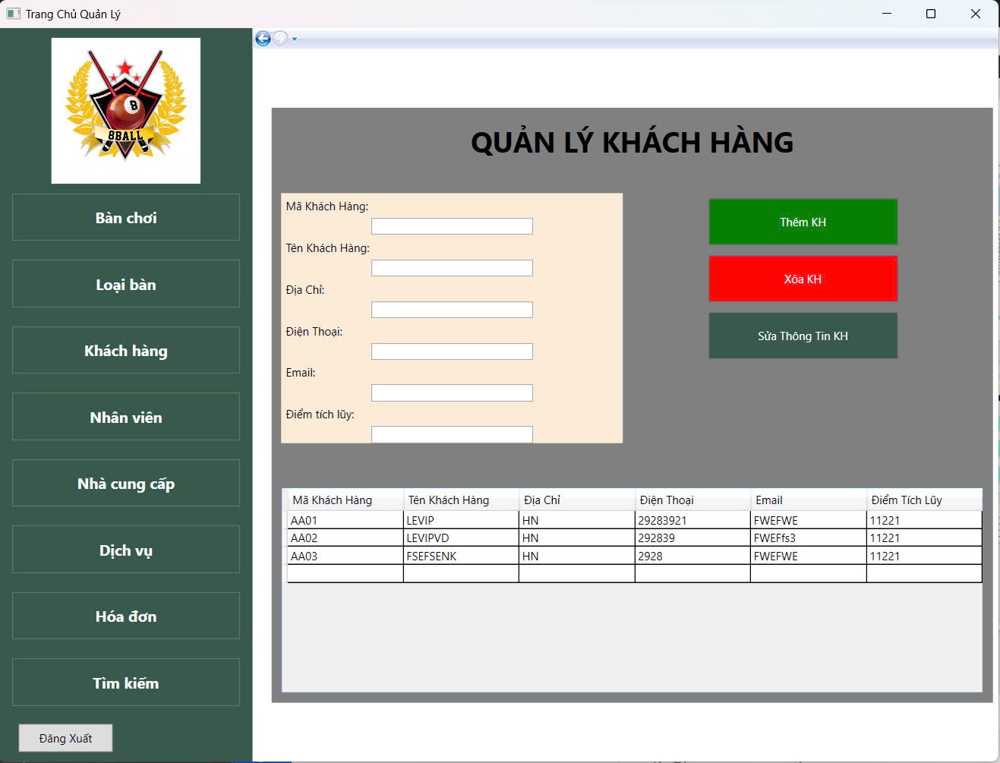 Trang Chủ Quản Lý
8
8BALL
Bàn chơi
Loại bàn
Khách hàng
Nhân viên
Nhà cung cấp
Dịch vụ
Hóa đơn
Tìm kiếm
Đăng Xuất
QUẢN LÝ KHÁCH HÀNG
Mã Khách Hàng:
Tên Khách Hàng:
Địa Chỉ:
Điện Thoại:
Email:
Điểm tích lũy:
Thêm KH
Xóa KH
Sửa Thông Tin KH
Mã Khách Hàng Tên Khách Hàng Địa Chỉ Điện Thoại Email Điểm Tích Lũy
AA01 LEVIP HN 29283921 FWEFWE 11221
AA02 LEVIPVD HN 292839 FWEFfs3 11221
AA03 FSEFSENK HN 2928 FWEFWE 11221